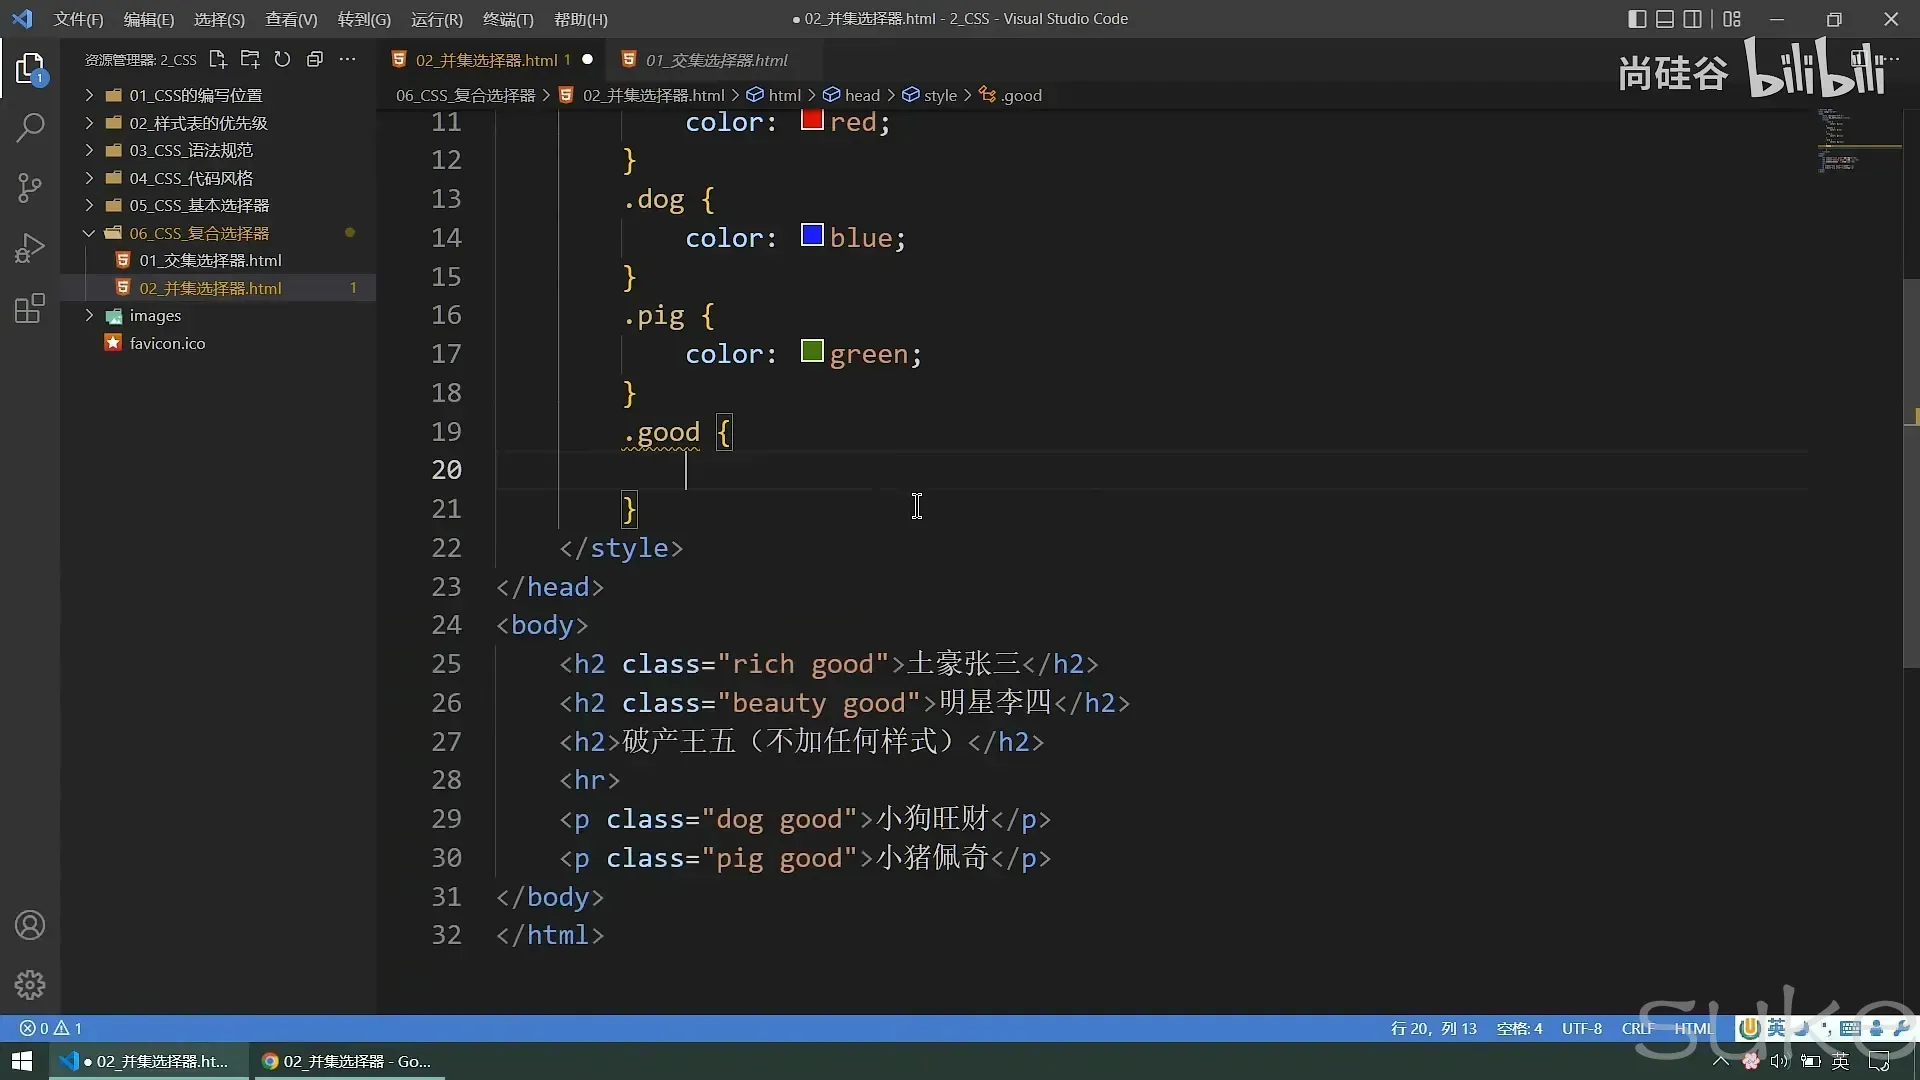 文件(F) 编辑(E) 选择(S) 查看(V) 转到(G) 运行(R) 终端(T) 帮助(H) ● 02_并集选择器.html - 2_CSS - Visual Studio Code
资源管理器: 2_CSS
02_并集选择器.html 1 ●
01_交集选择器.html
尚硅谷 bilibili
06_CSS_复合选择器 > 02_并集选择器.html > html > head > style > .good
01_CSS的编写位置
02_样式表的优先级
03_CSS_语法规范
04_CSS_代码风格
05_CSS_基本选择器
06_CSS_复合选择器
01_交集选择器.html
02_并集选择器.html 1
images
favicon.ico
1
11 color: red;
12 }
13 .dog {
14 color: blue;
15 }
16 .pig {
17 color: green;
18 }
19 .good {
20
21 }
22 </style>
23 </head>
24 <body>
25 <h2 class="rich good">土豪张三</h2>
26 <h2 class="beauty good">明星李四</h2>
27 <h2>破产王五（不加任何样式）</h2>
28 <hr>
29 <p class="dog good">小狗旺财</p>
30 <p class="pig good">小猪佩奇</p>
31 </body>
32 </html>
suke
0 1 行 20，列 13 空格: 4 UTF-8 CRLF HTML 英
● 02_并集选择器.ht... 02_并集选择器 - Go... 英